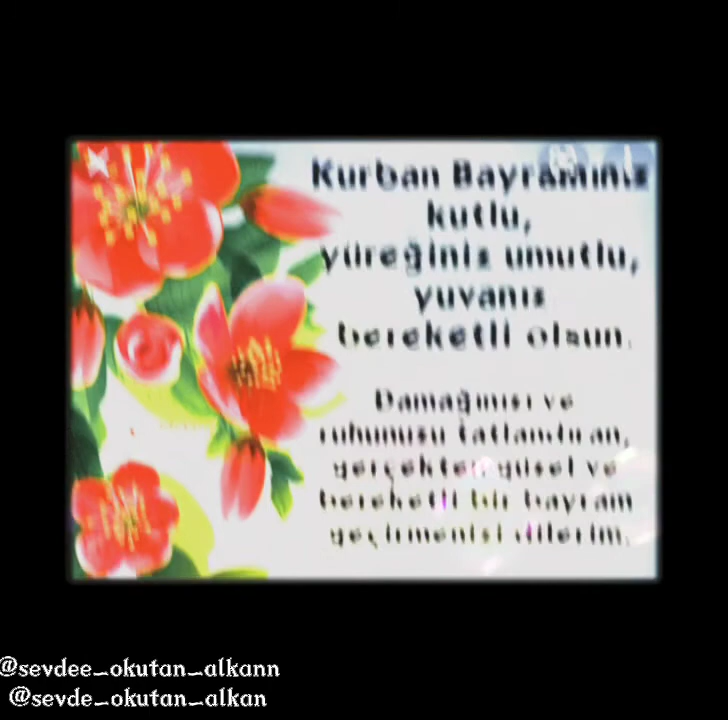 Kurban Bayramınız
kutlu,
yüreğiniz umutlu,
yuvanız
bereketli olsun.
Damağınızı ve
ruhunuzu tatlandıran,
gerçekten güzel ve
bereketli bir bayram
geçirmenizi dilerim.
@sevdee_okutan_alkann
@sevde_okutan_alkan